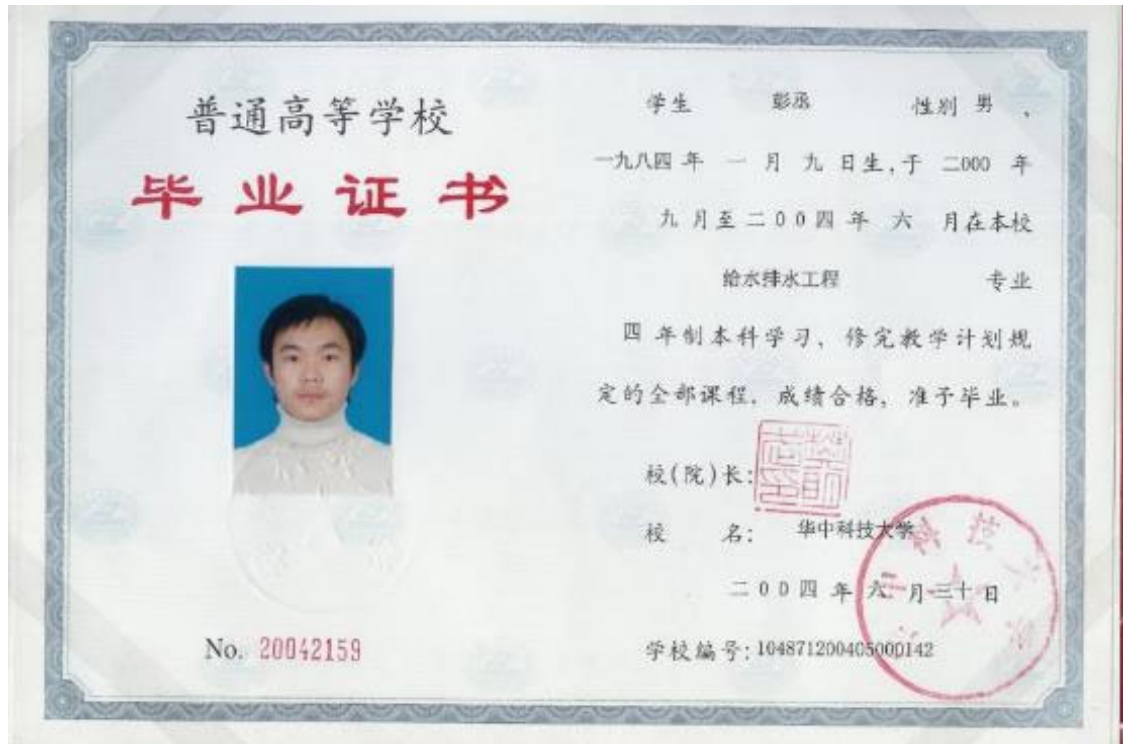 普通高等学校
毕业证书
No. 20042159
学生 彭丞 性别 男 、
一九八四 年 一 月 九 日生,于 二000 年
九 月至 二00四 年 六 月在本校
给水排水工程 专业
四 年制本科学习、修完教学计划规
定的全部课程,成绩合格,准予毕业。
校(院)长:
校 名: 华中科技大学
二00四 年 六 月 三十 日
学校编号:104871200405000142